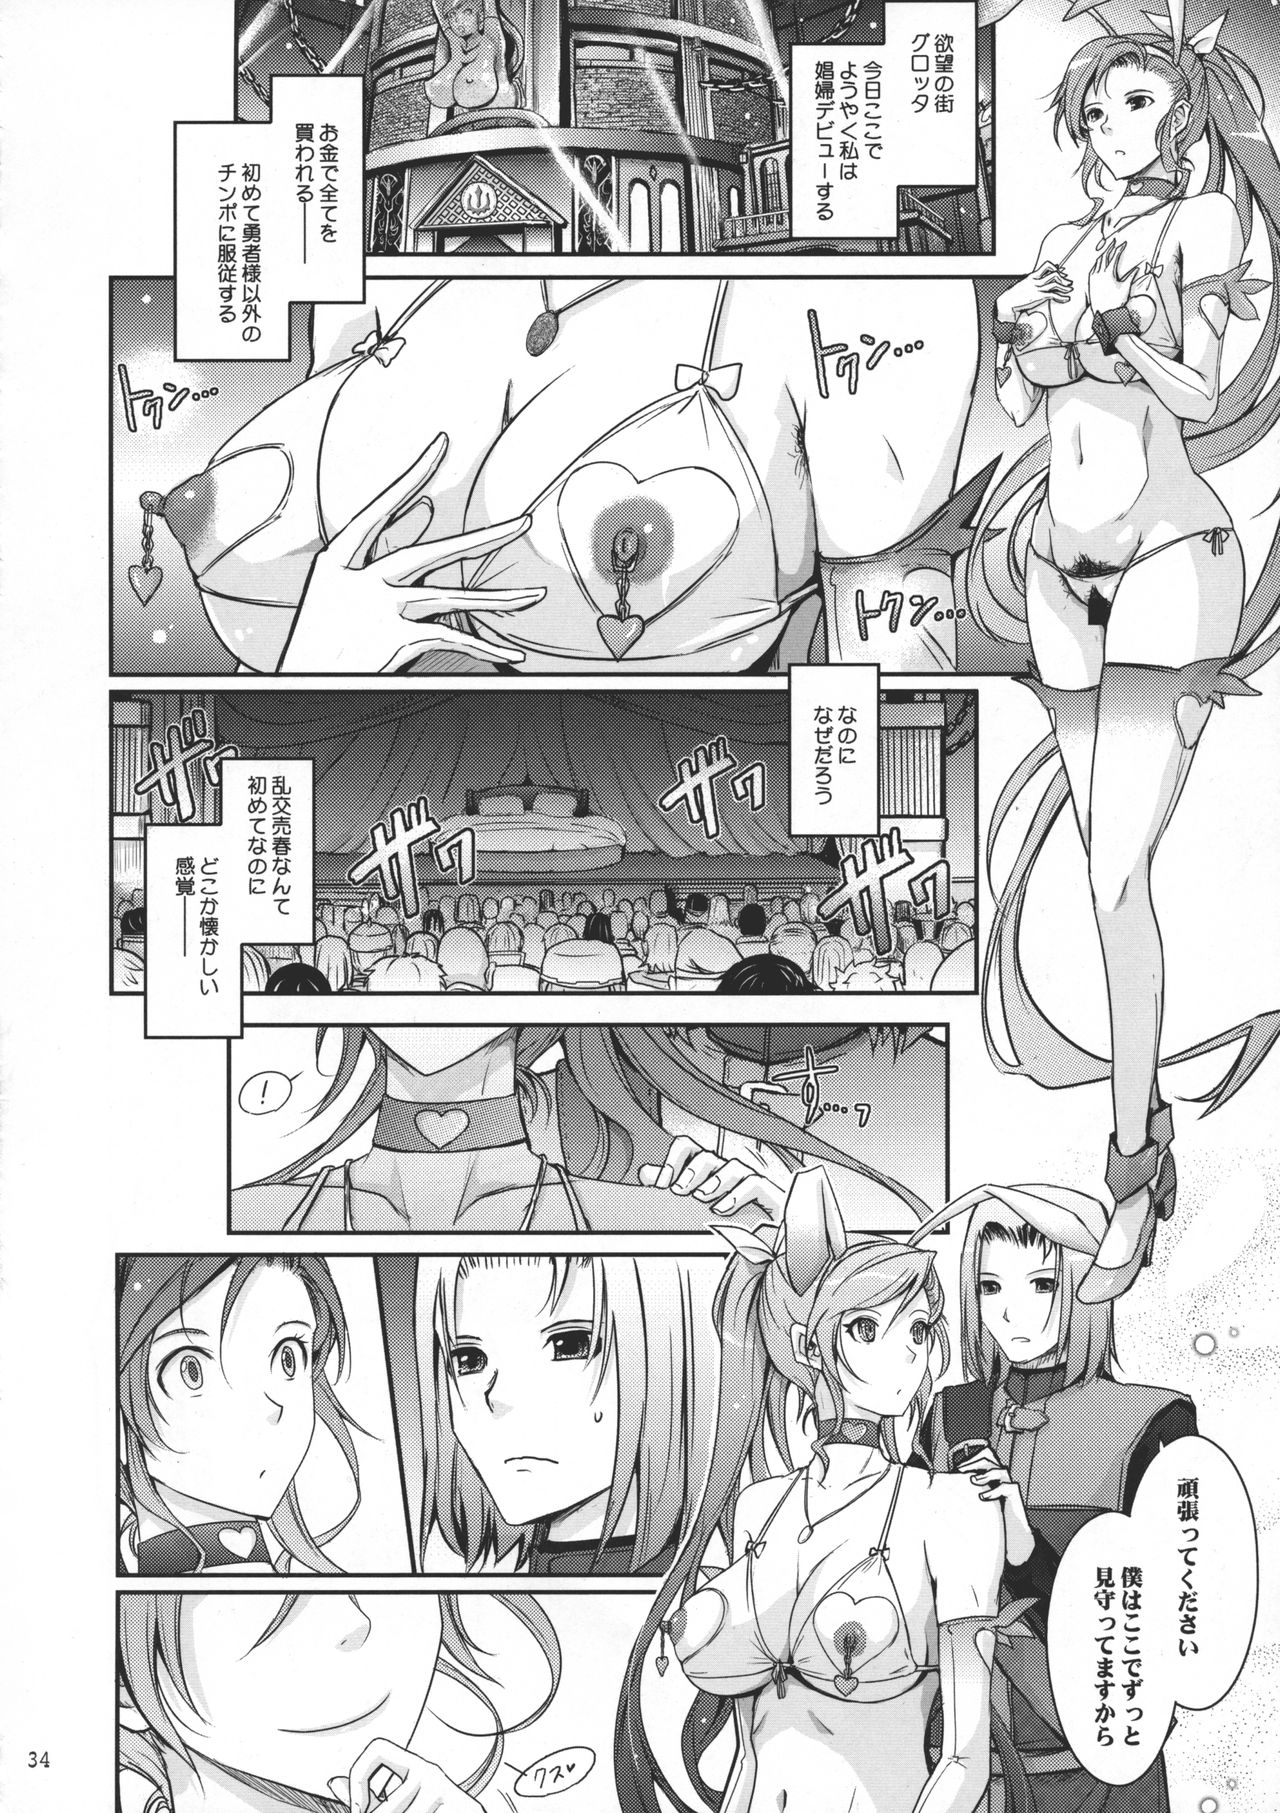 欲望の街
グロッタ
今日ここで
ようやく私は
娼婦デビューする
お金で全てを
買われる――
初めて勇者様以外の
チンポに服従する
トクン…
トクン…
トクン…
なのに
なぜだろう
ザワ
ザワ
ザワ
ザワ
乱交売春なんて
初めてなのに
どこか懐かしい
感覚――
！
す…っ
頑張ってください
僕はここでずっと
見守ってますから
クス♥
34